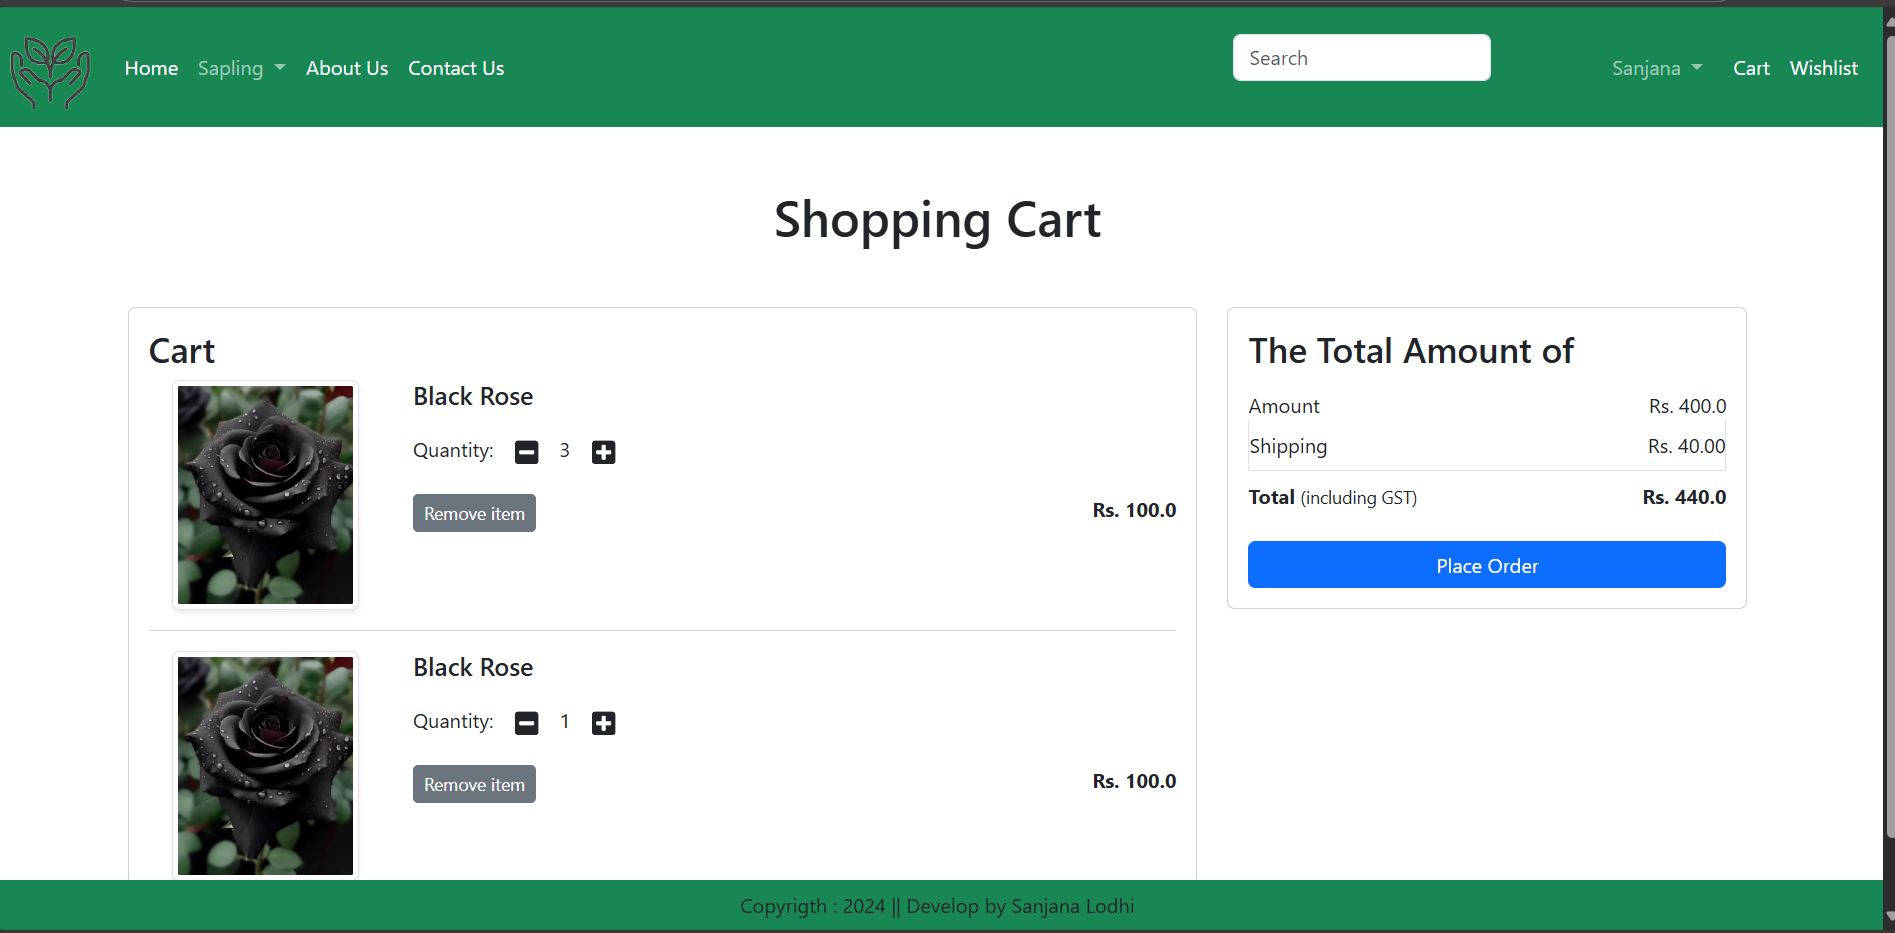 Home Sapling About Us Contact Us Search Sanjana Cart Wishlist
Shopping Cart
Cart
Black Rose
Quantity: 3
Remove item
Rs. 100.0
Black Rose
Quantity: 1
Remove item
Rs. 100.0
The Total Amount of
Amount Rs. 400.0
Shipping Rs. 40.00
Total (including GST) Rs. 440.0
Place Order
Copyrigth : 2024 || Develop by Sanjana Lodhi